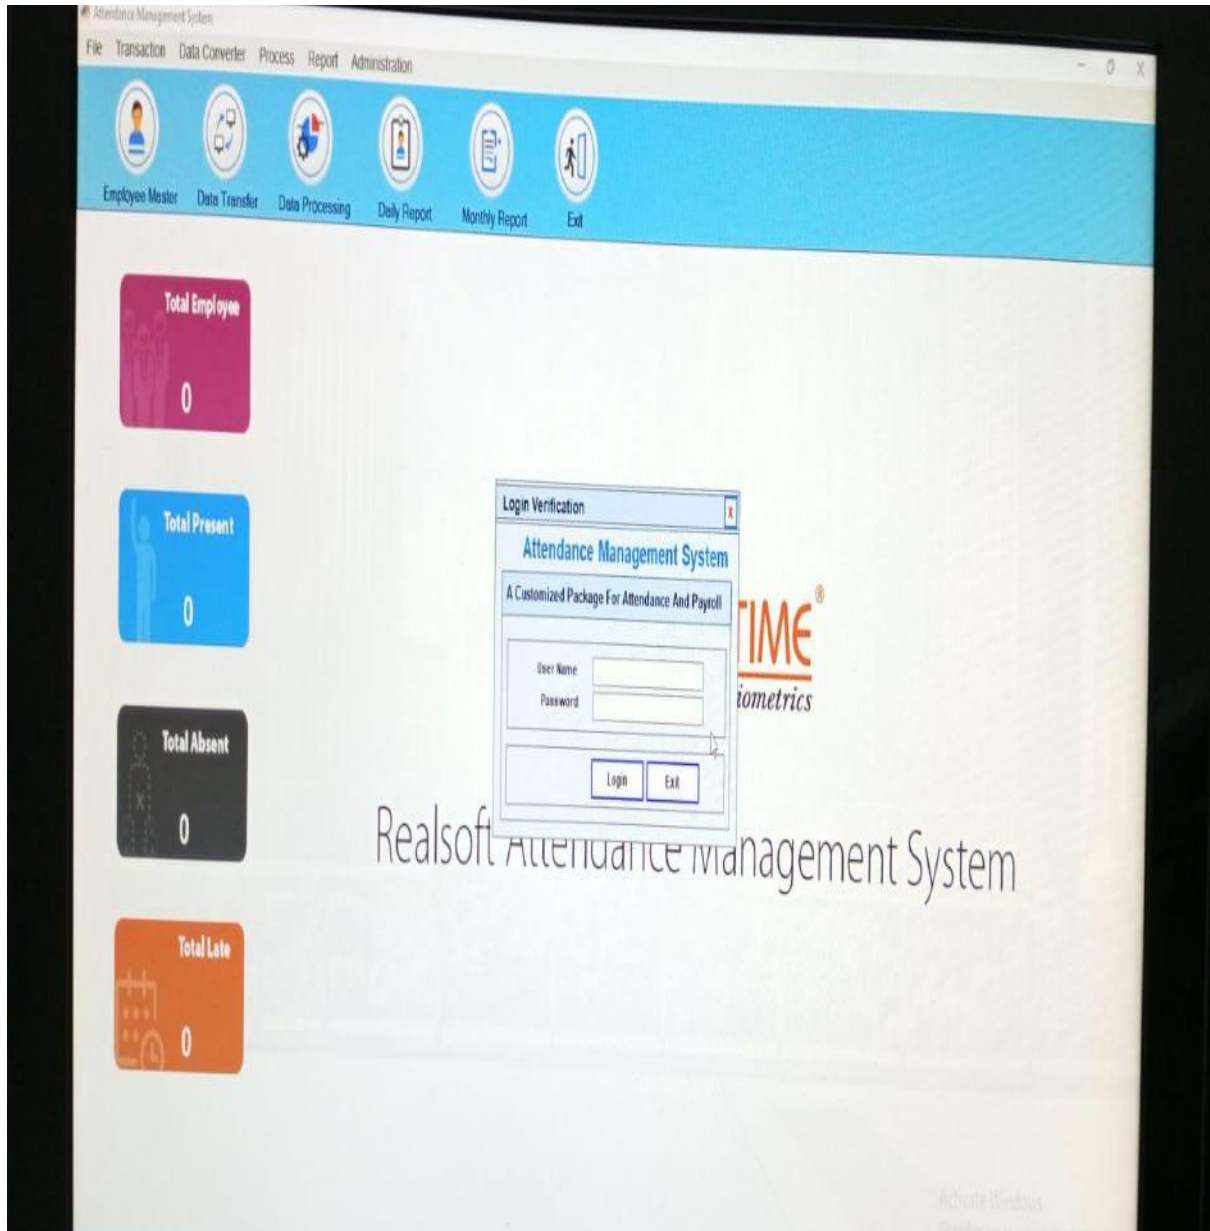 Attendance Management System
File Transaction Data Converter Process Report Administration
Employee Master Data Transfer Data Processing Daily Report Monthly Report Exit
Total Employee
0
Total Present
0
Total Absent
0
Total Late
0
Login Verification
x
Attendance Management System
A Customized Package For Attendance And Payroll
User Name
Password
Login Exit
TIME®
iometrics
Realsoft Attendance Management System
Activate Windows